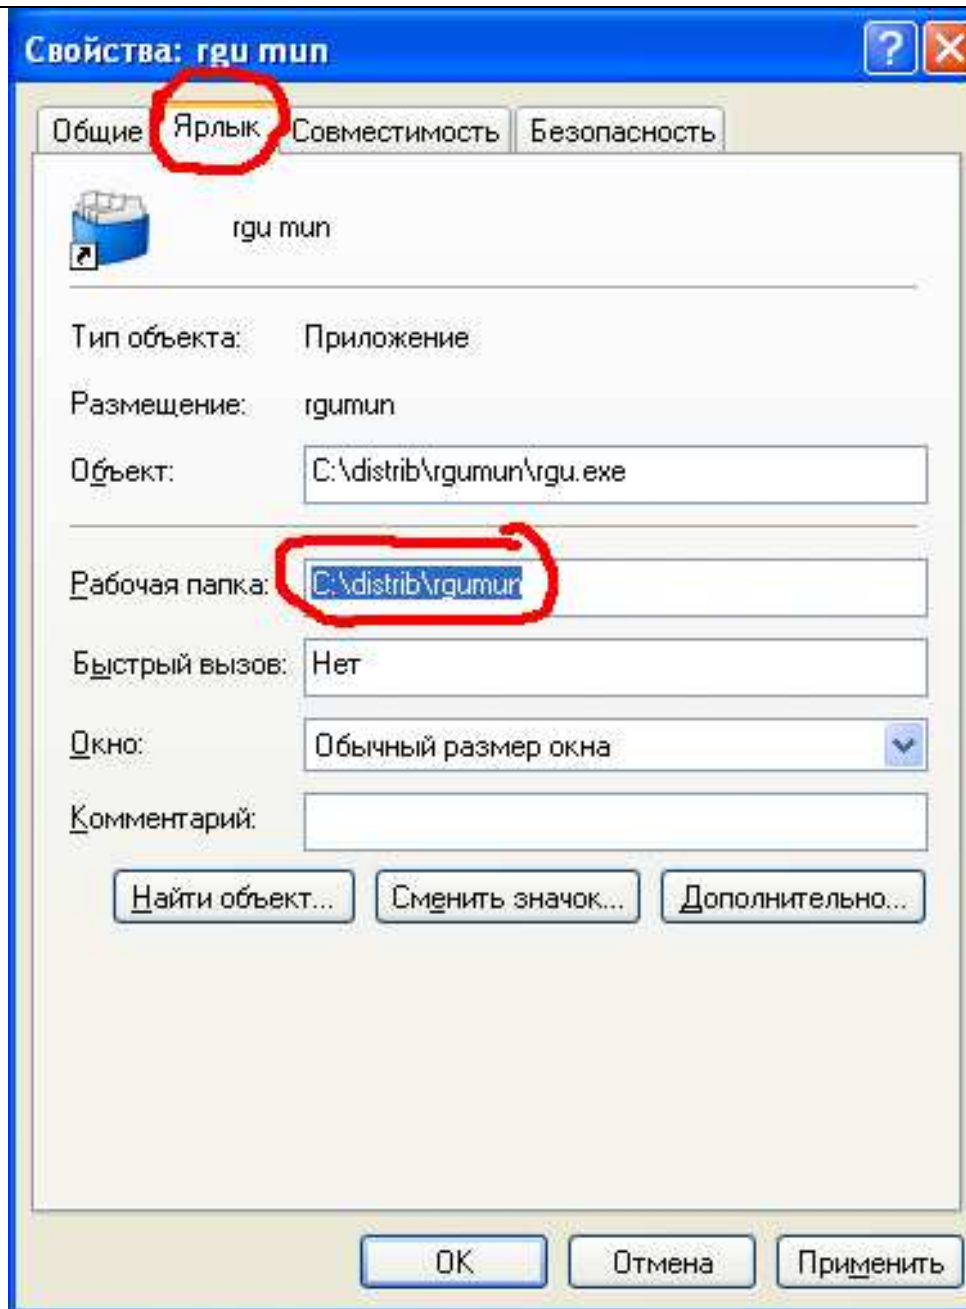 Свойства: rgu mun
Общие Ярлык Совместимость Безопасность
rgu mun
Тип объекта: Приложение
Размещение: rgumun
Объект: C:\distrib\rgumun\rgu.exe
Рабочая папка: C:\distrib\rgumun
Быстрый вызов: Нет
Окно: Обычный размер окна
Комментарий:
Найти объект... Сменить значок... Дополнительно...
OK Отмена Применить